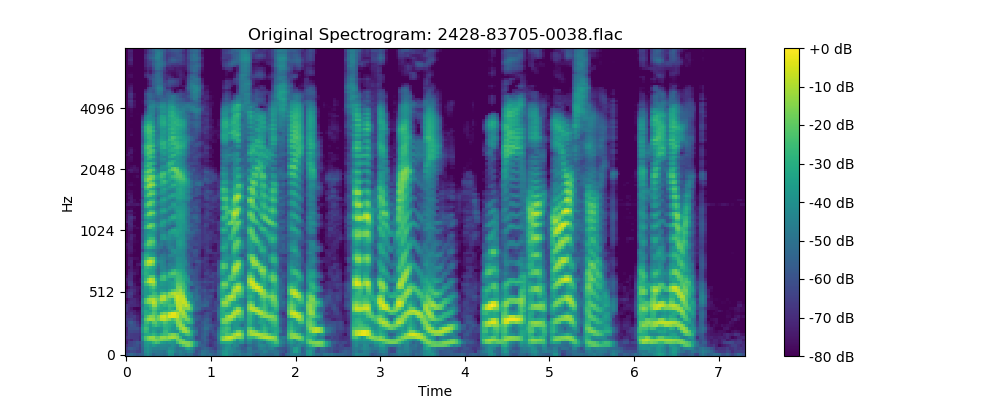 Original Spectrogram: 2428-83705-0038.flac
Hz
4096
2048
1024
512
0
0 1 2 3 4 5 6 7
Time
+0 dB
-10 dB
-20 dB
-30 dB
-40 dB
-50 dB
-60 dB
-70 dB
-80 dB